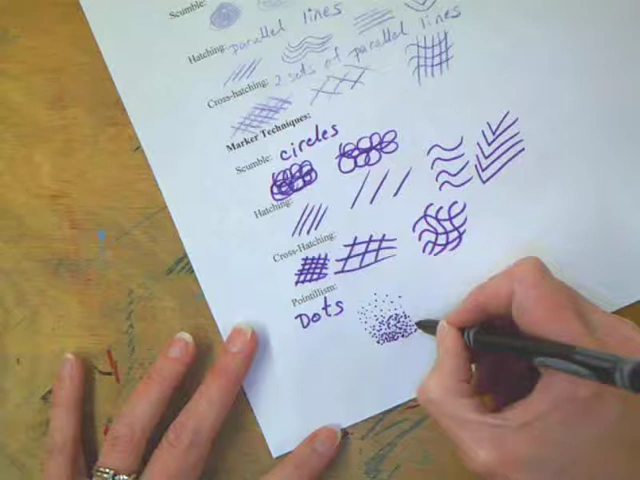 Scumble:
Hatching: parallel lines
Cross-hatching: 2 sets of parallel lines
Marker Techniques:
Scumble: circles
Hatching:
Cross-Hatching:
Pointillism:
Dots